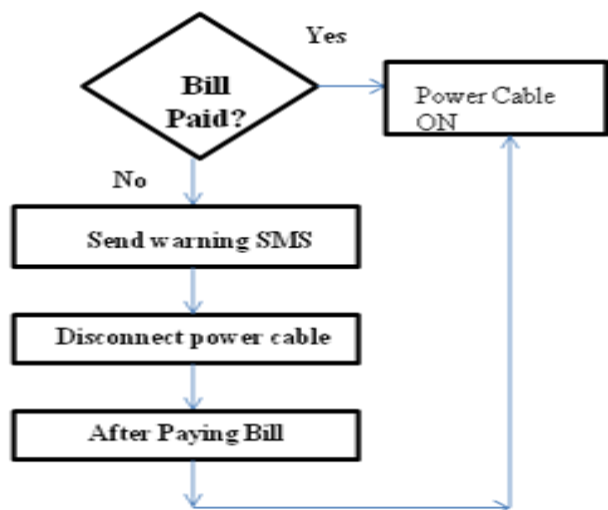 Yes
Bill
Paid?
Power Cable
ON
No
Send warning SMS
Disconnect power cable
After Paying Bill